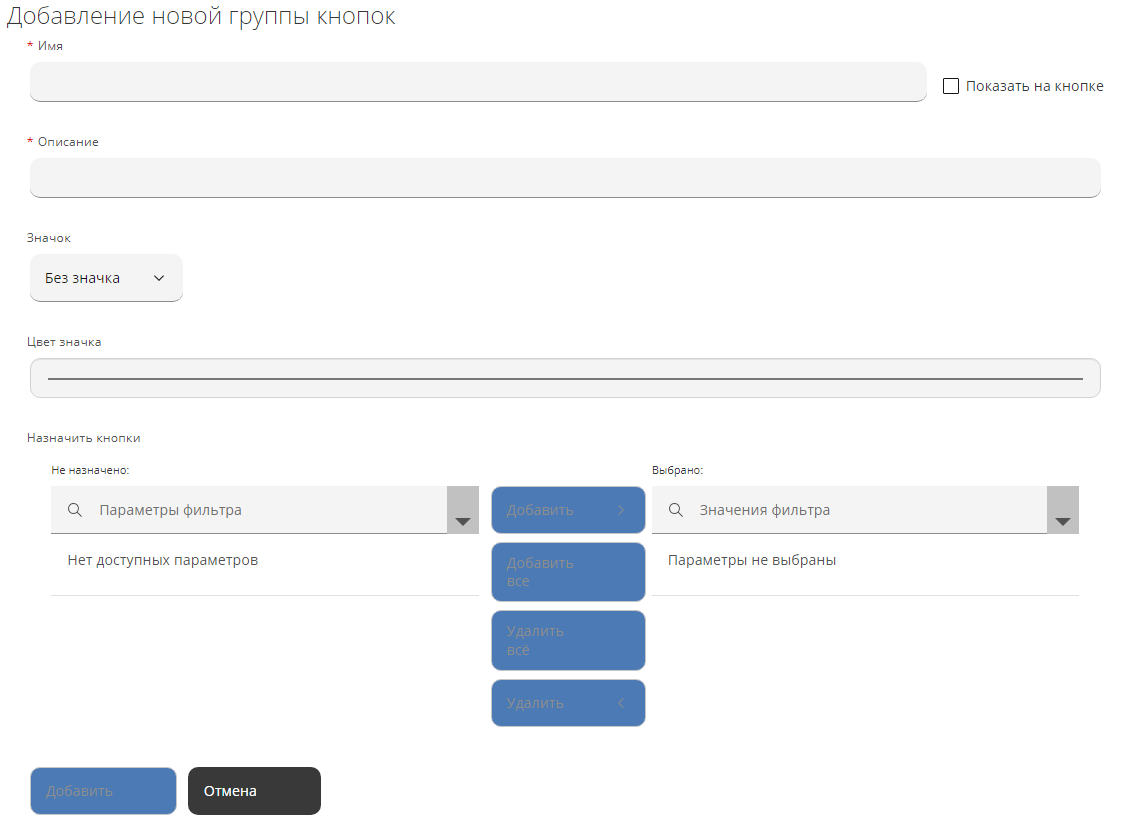 Добавление новой группы кнопок
* Имя
Показать на кнопке
* Описание
Значок
Без значка
Цвет значка
Назначить кнопки
Не назначено:
Выбрано:
Параметры фильтра
Добавить
Значения фильтра
Нет доступных параметров
Добавить
все
Параметры не выбраны
Удалить
всё
Удалить
Добавить
Отмена